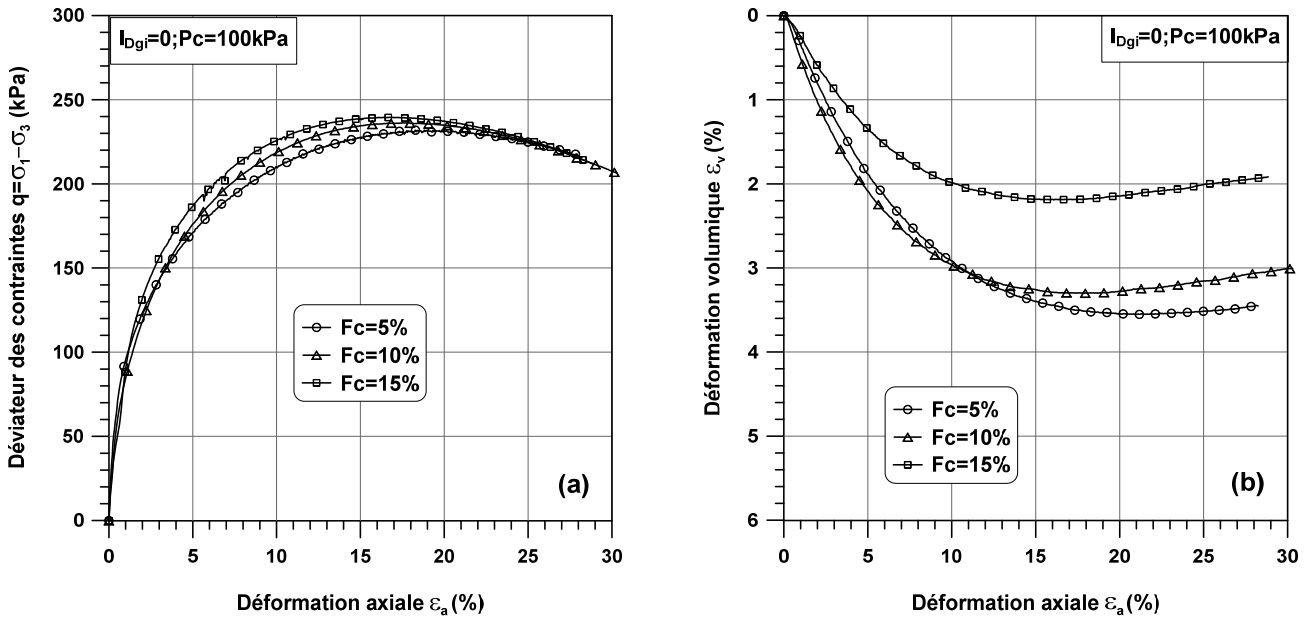 I_Dgi=0;Pc=100kPa
Déviateur des contraintes q=σ₁−σ₃ (kPa)
300
250
200
150
100
50
0
Fc=5%
Fc=10%
Fc=15%
(a)
0 5 10 15 20 25 30
Déformation axiale εₐ (%)
I_Dgi=0;Pc=100kPa
Déformation volumique εᵥ (%)
0
1
2
3
4
5
6
Fc=5%
Fc=10%
Fc=15%
(b)
0 5 10 15 20 25 30
Déformation axiale εₐ (%)